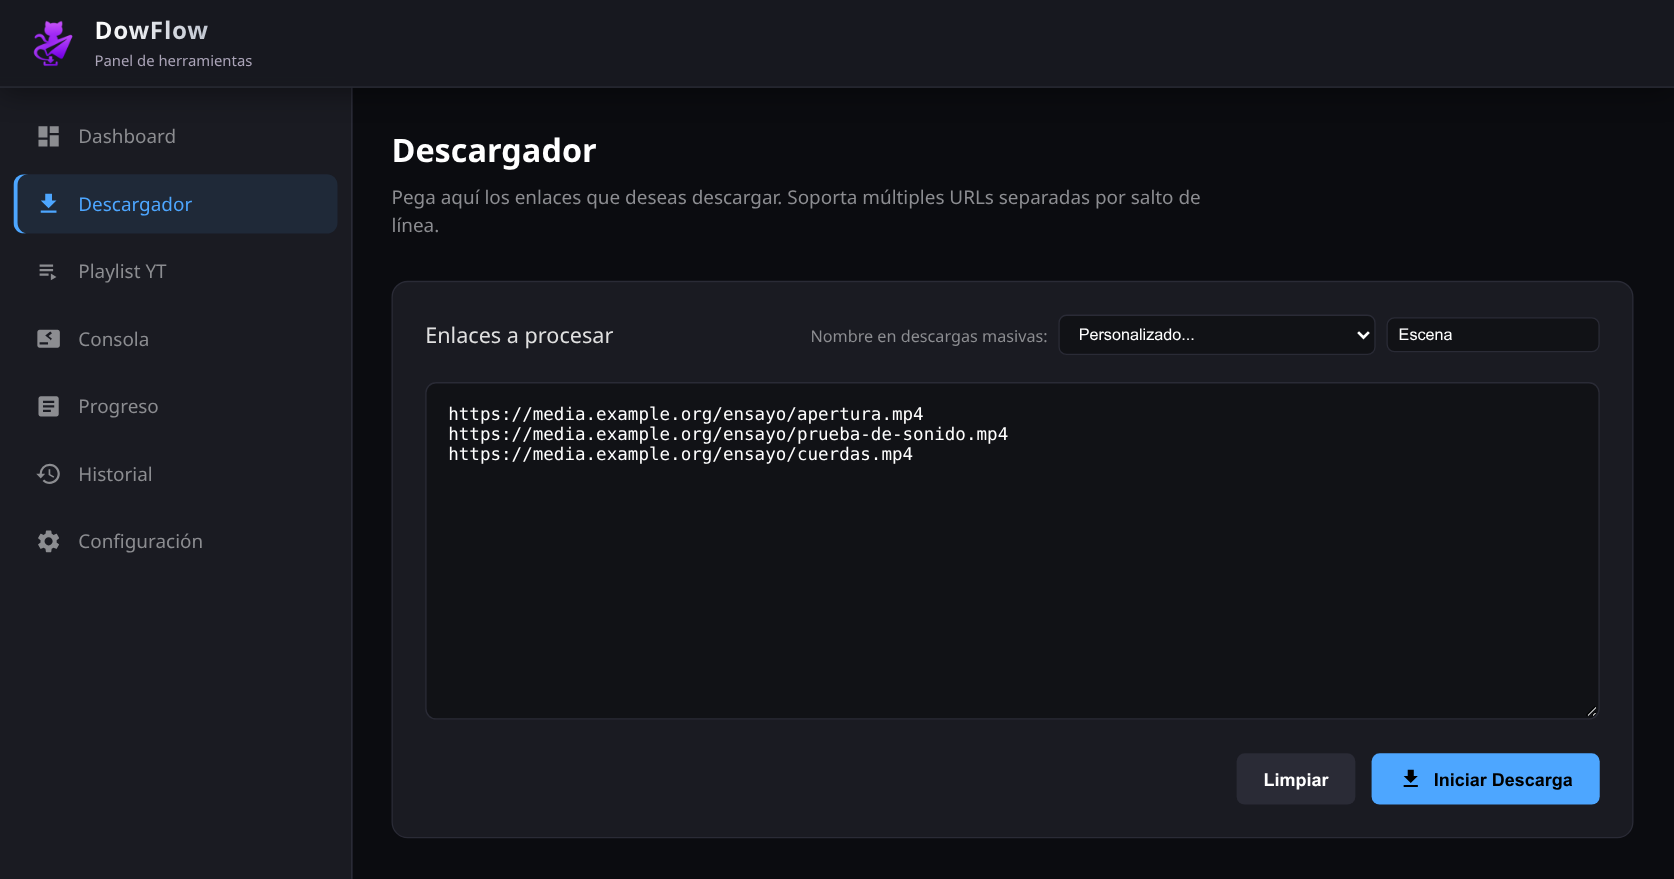 DowFlow
Panel de herramientas
Dashboard
Descargador
Playlist YT
Consola
Progreso
Historial
Configuración
Descargador
Pega aquí los enlaces que deseas descargar. Soporta múltiples URLs separadas por salto de
línea.
Enlaces a procesar
Nombre en descargas masivas:
Personalizado...
Escena
https://media.example.org/ensayo/apertura.mp4
https://media.example.org/ensayo/prueba-de-sonido.mp4
https://media.example.org/ensayo/cuerdas.mp4
Limpiar
Iniciar Descarga